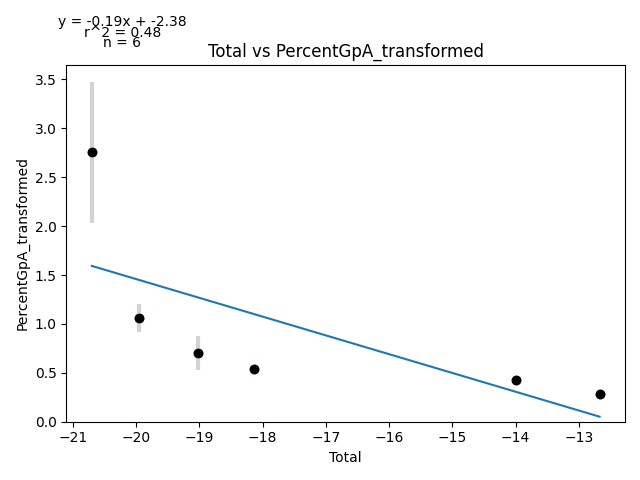 y = -0.19x + -2.38
r^2 = 0.48
n = 6
Total vs PercentGpA_transformed
PercentGpA_transformed
3.5
3.0
2.5
2.0
1.5
1.0
0.5
0.0
−21
−20
−19
−18
−17
−16
−15
−14
−13
Total